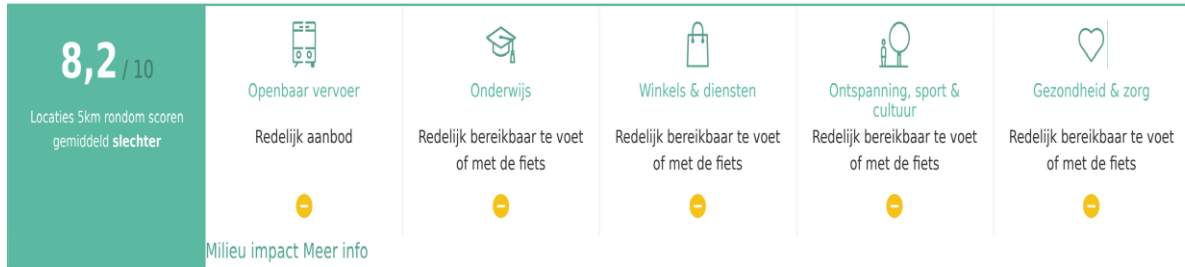 8,2 / 10
Locaties 5km rondom scoren
gemiddeld slechter
Openbaar vervoer
Redelijk aanbod
Onderwijs
Redelijk bereikbaar te voet
of met de fiets
Winkels & diensten
Redelijk bereikbaar te voet
of met de fiets
Ontspanning, sport &
cultuur
Redelijk bereikbaar te voet
of met de fiets
Gezondheid & zorg
Redelijk bereikbaar te voet
of met de fiets
Milieu impact Meer info